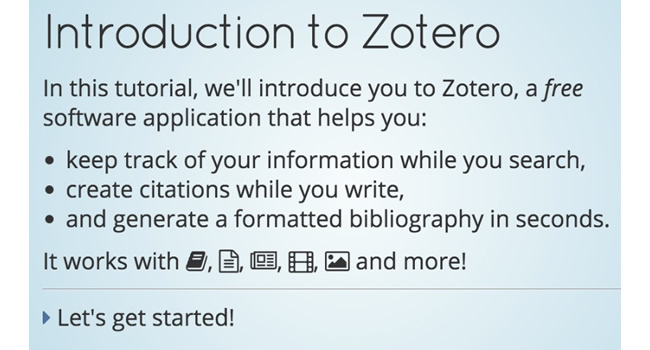 Introduction to Zotero
In this tutorial, we'll introduce you to Zotero, a free
software application that helps you:
• keep track of your information while you search,
• create citations while you write,
• and generate a formatted bibliography in seconds.
It works with , , , , and more!
Let's get started!